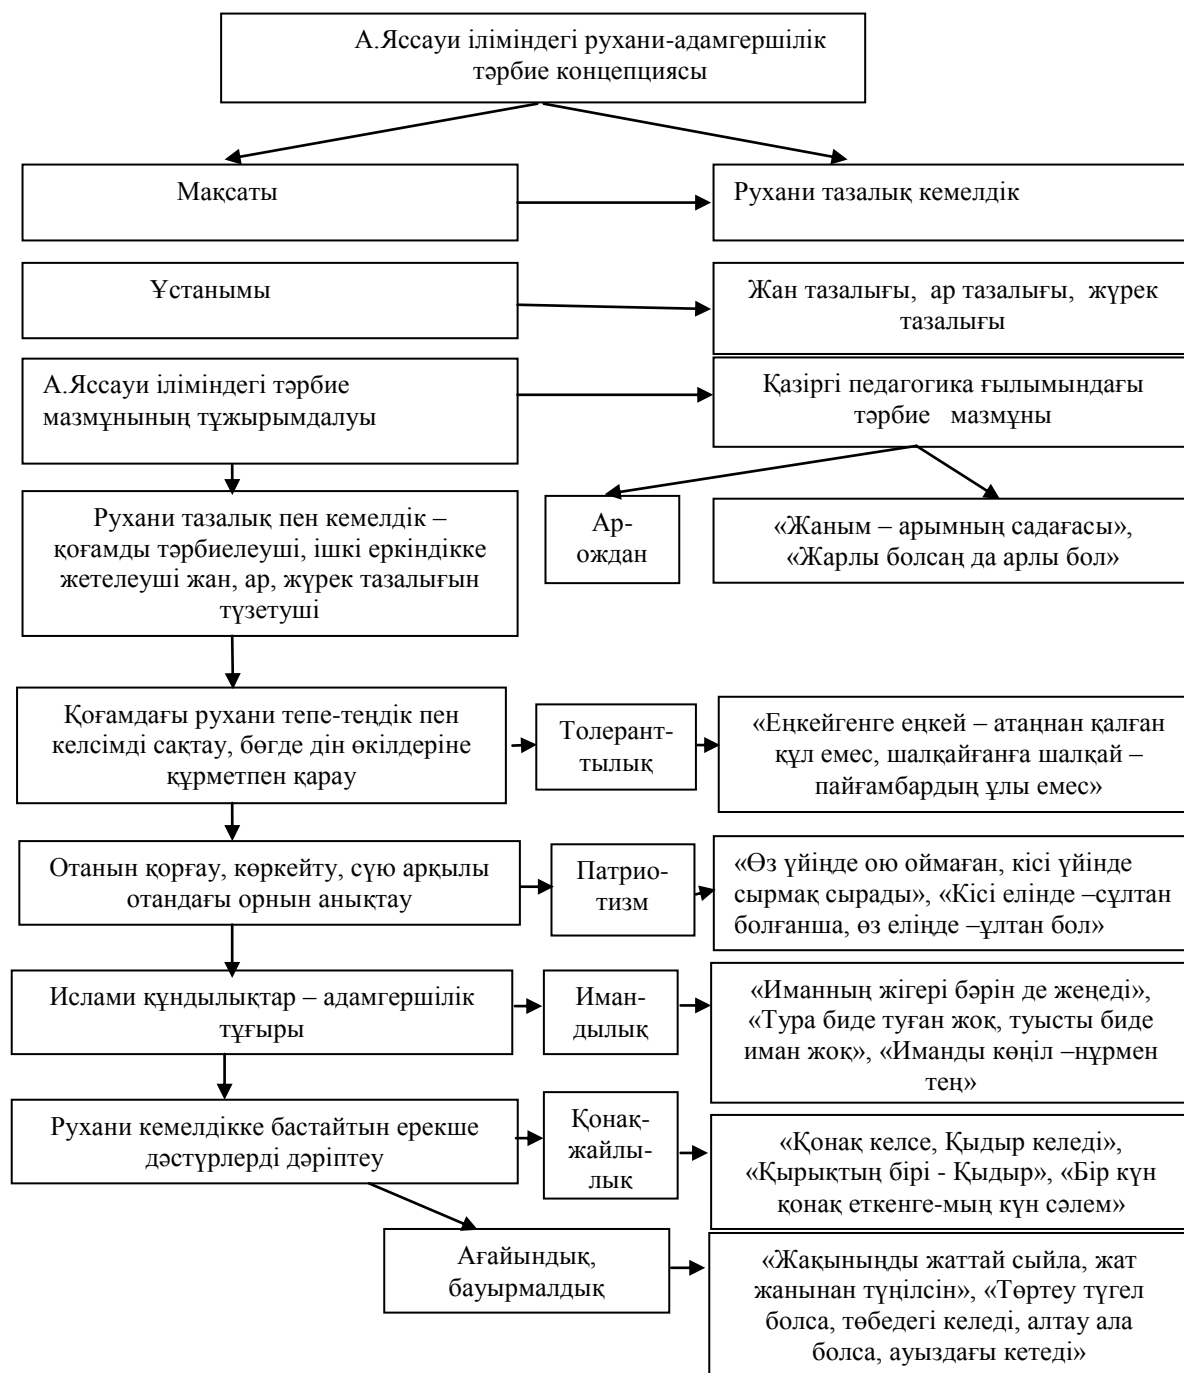 А.Яссауи іліміндегі рухани-адамгершілік
тәрбие концепциясы
Мақсаты
Рухани тазалық кемелдік
Ұстанымы
Жан тазалығы, ар тазалығы, жүрек
тазалығы
А.Яссауи іліміндегі тәрбие
мазмұнының тұжырымдалуы
Қазіргі педагогика ғылымындағы
тәрбие мазмұны
Рухани тазалық пен кемелдік –
қоғамды тәрбиелеуші, ішкі еркіндікке
жетелеуші жан, ар, жүрек тазалығын
түзетуші
Ар-
ождан
«Жаным – арымның садағасы»,
«Жарлы болсаң да арлы бол»
Қоғамдағы рухани тепе-теңдік пен
келсімді сақтау, бөгде дін өкілдеріне
құрметпен қарау
Толерант-
тылық
«Еңкейгенге еңкей – атаңнан қалған
құл емес, шалқайғанға шалқай –
пайғамбардың ұлы емес»
Отанын қорғау, көркейту, сүю арқылы
отандағы орнын анықтау
Патрио-
тизм
«Өз үйіңде ою оймаған, кісі үйінде
сырмақ сырады», «Кісі елінде –сұлтан
болғанша, өз еліңде –ұлтан бол»
Ислами құндылықтар – адамгершілік
тұғыры
Иман-
дылық
«Иманның жігері бәрін де жеңеді»,
«Тура биде туған жоқ, туысты биде
иман жоқ», «Иманды көңіл –нұрмен
тең»
Рухани кемелдікке бастайтын ерекше
дәстүрлерді дәріптеу
Қонақ-
жайлы-
лық
«Қонақ келсе, Қыдыр келеді»,
«Қырықтың бірі - Қыдыр», «Бір күн
қонақ еткенге-мың күн сәлем»
Ағайындық,
бауырмалдық
«Жақыныңды жаттай сыйла, жат
жанынан түңілсін», «Төртеу түгел
болса, төбедегі келеді, алтау ала
болса, ауыздағы кетеді»